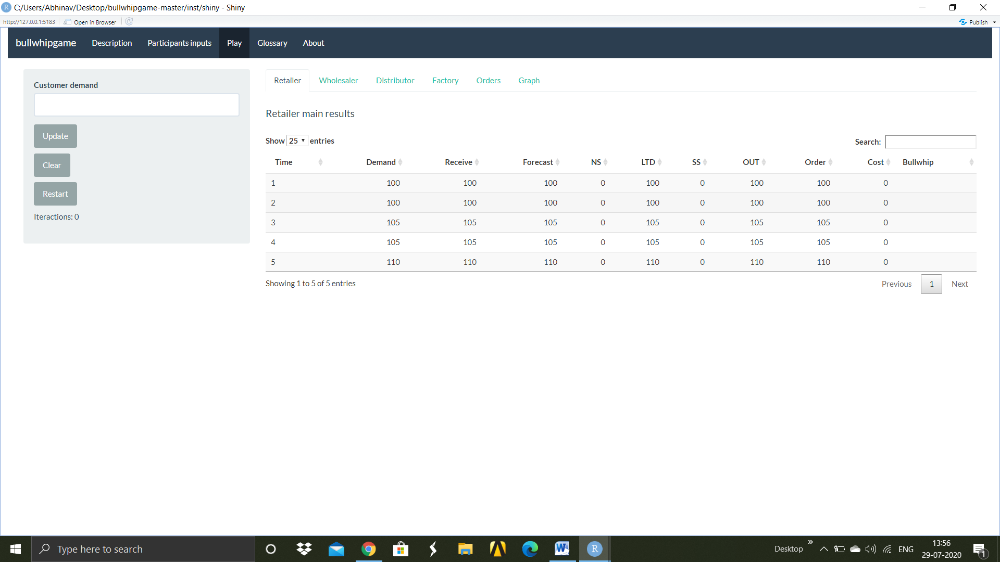 C:/Users/Abhinav/Desktop/bullwhipgame-master/inst/shiny - Shiny
http://127.0.0.1:5183 Open in Browser Publish
bullwhipgame Description Participants inputs Play Glossary About
Customer demand
Update
Clear
Restart
Iteractions: 0
Retailer Wholesaler Distributor Factory Orders Graph
Retailer main results
Show 25 entries Search:
Time Demand Receive Forecast NS LTD SS OUT Order Cost Bullwhip
1 100 100 100 0 100 0 100 100 0
2 100 100 100 0 100 0 100 100 0
3 105 105 105 0 105 0 105 105 0
4 105 105 105 0 105 0 105 105 0
5 110 110 110 0 110 0 110 110 0
Showing 1 to 5 of 5 entries Previous 1 Next
Type here to search Desktop ENG 13:56
29-07-2020 1